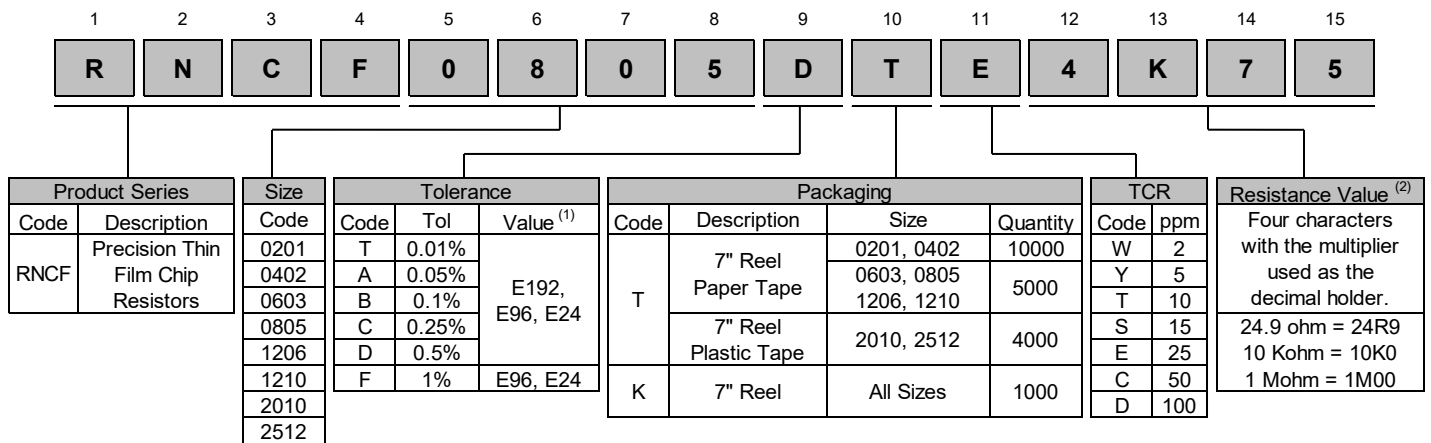 1 2 3 4 5 6 7 8 9 10 11 12 13 14 15
R N C F 0 8 0 5 D T E 4 K 7 5
Product Series
Code Description
RNCF Precision Thin
Film Chip
Resistors
Size
Code
0201
0402
0603
0805
1206
1210
2010
2512
Tolerance
Code Tol Value (1)
T 0.01%
A 0.05%
B 0.1%
C 0.25%
D 0.5%
E192,
E96, E24
F 1% E96, E24
Packaging
Code Description Size Quantity
T
7" Reel
Paper Tape
0201, 0402 10000
0603, 0805
1206, 1210
5000
7" Reel
Plastic Tape
2010, 2512 4000
K 7" Reel All Sizes 1000
TCR
Code ppm
W 2
Y 5
T 10
S 15
E 25
C 50
D 100
Resistance Value (2)
Four characters
with the multiplier
used as the
decimal holder.
24.9 ohm = 24R9
10 Kohm = 10K0
1 Mohm = 1M00